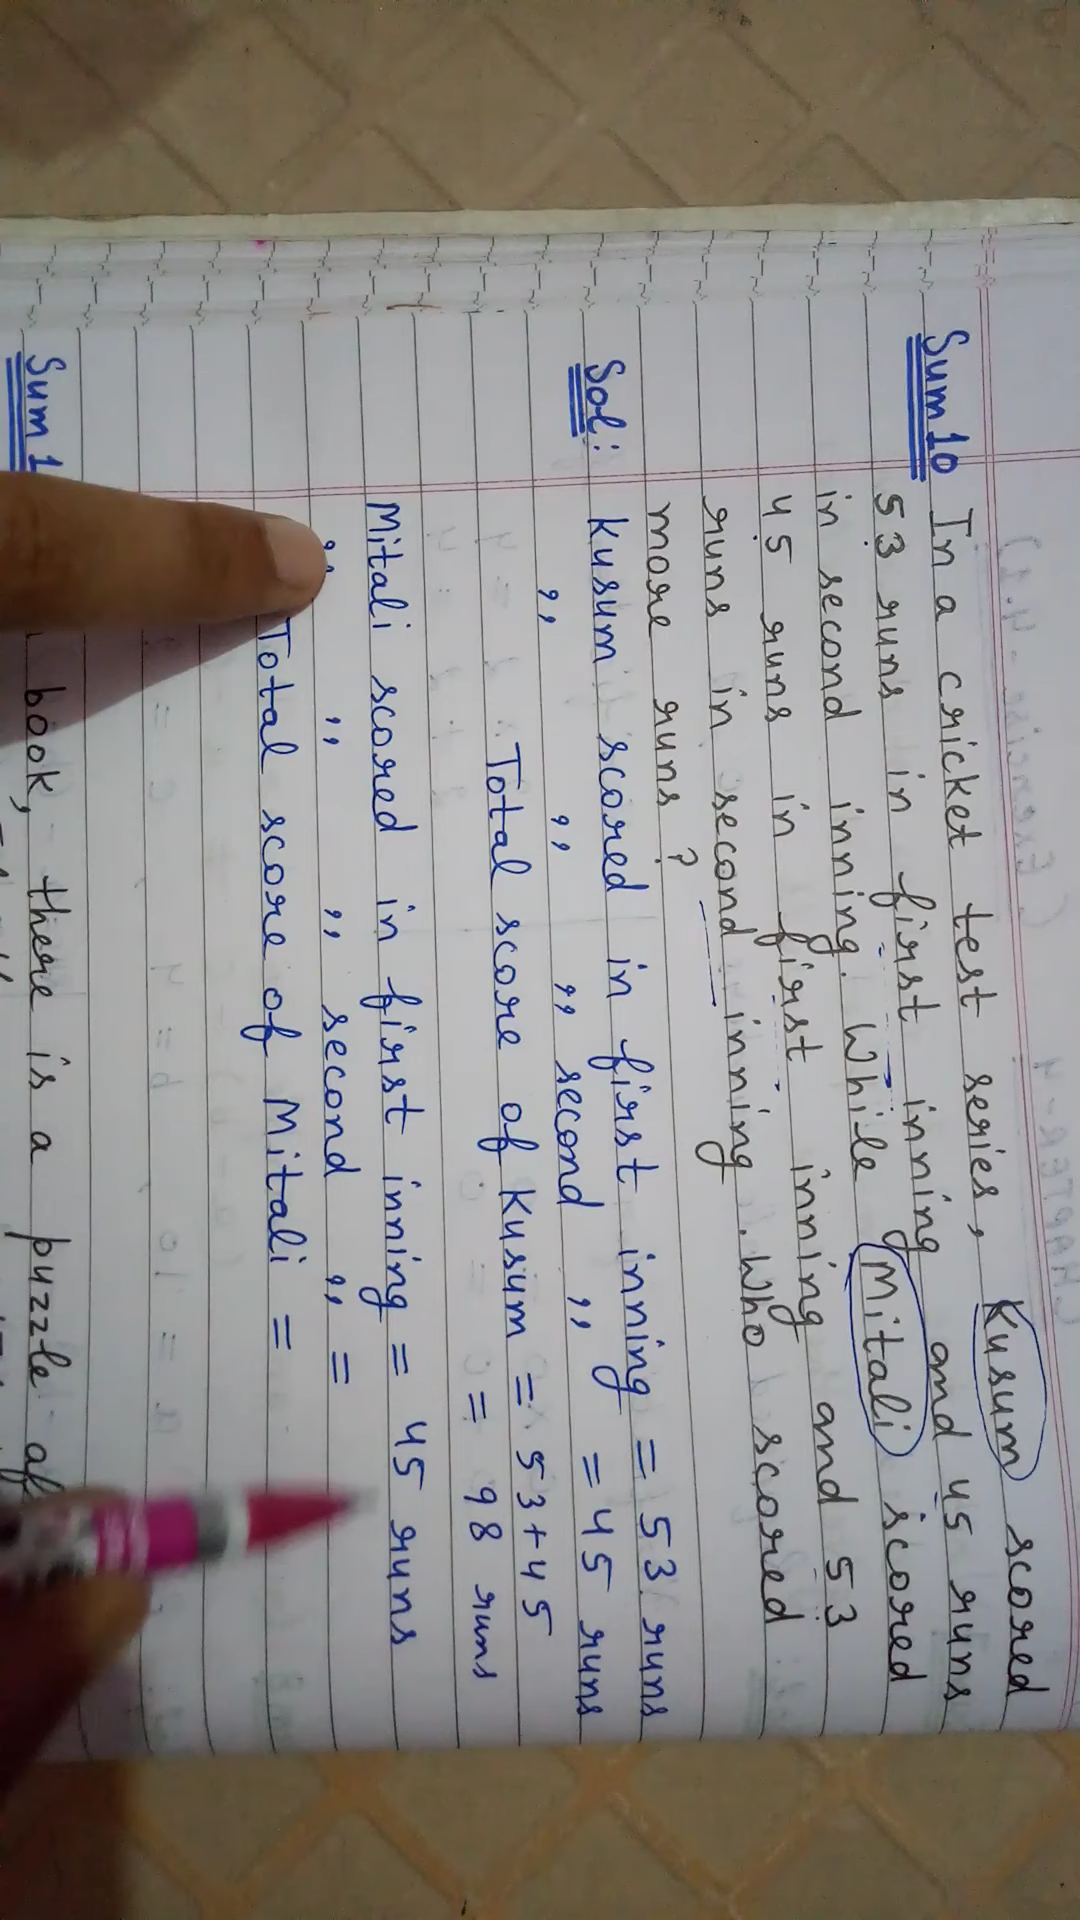 Sum 10 In a cricket test series, Kusum scored
53 runs in first inning and 45 runs
in second inning. While Mitali scored
45 runs in first inning and 53
runs in second inning. Who scored
more runs ?
Sol: Kusum scored in first inning = 53 runs
,, ,, ,, second ,, = 45 runs
Total score of Kusum = 53+45
= 98 runs
Mitali scored in first inning = 45 runs
,, ,, ,, second ,, =
Total score of Mitali =
Sum 1 book, there is a puzzle